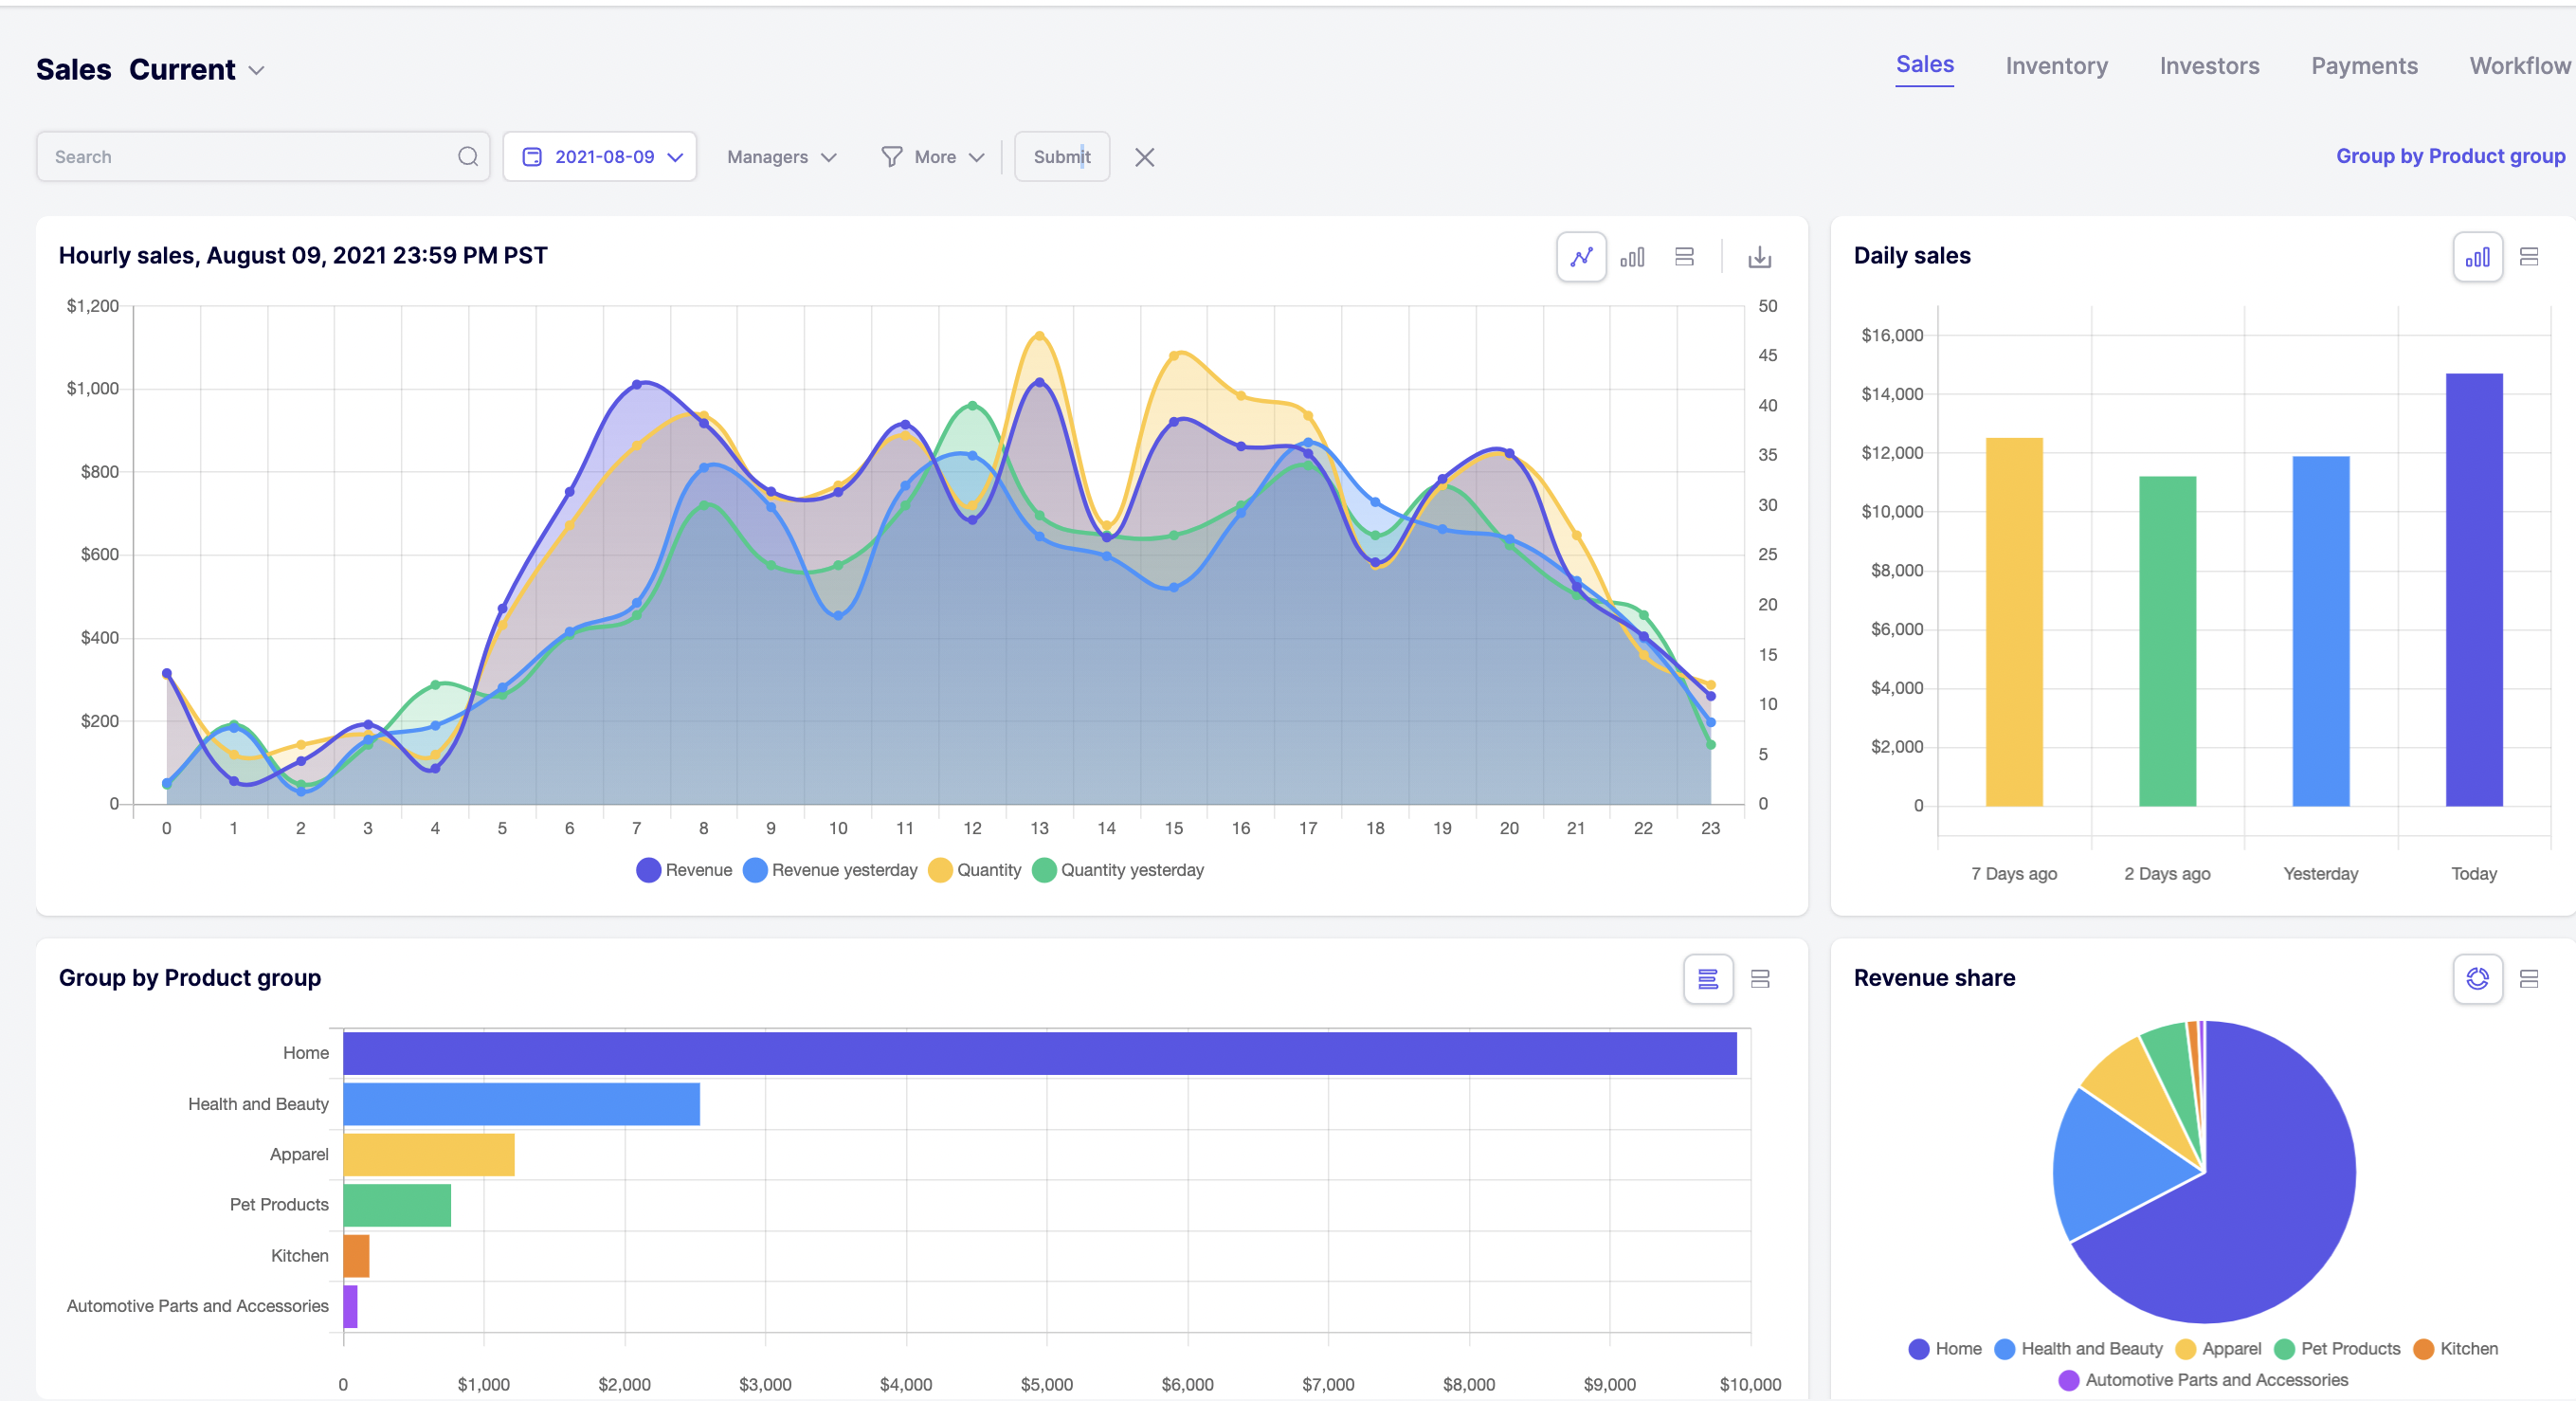 Sales Current
Sales Inventory Investors Payments Workflow
Search
2021-08-09
Managers
More
Submit
Group by Product group
Hourly sales, August 09, 2021 23:59 PM PST
$1,200
$1,000
$800
$600
$400
$200
0
50
45
40
35
30
25
20
15
10
5
0
0 1 2 3 4 5 6 7 8 9 10 11 12 13 14 15 16 17 18 19 20 21 22 23
Revenue Revenue yesterday Quantity Quantity yesterday
Daily sales
$16,000
$14,000
$12,000
$10,000
$8,000
$6,000
$4,000
$2,000
0
7 Days ago 2 Days ago Yesterday Today
Group by Product group
Home
Health and Beauty
Apparel
Pet Products
Kitchen
Automotive Parts and Accessories
0 $1,000 $2,000 $3,000 $4,000 $5,000 $6,000 $7,000 $8,000 $9,000 $10,000
Revenue share
Home Health and Beauty Apparel Pet Products Kitchen
Automotive Parts and Accessories